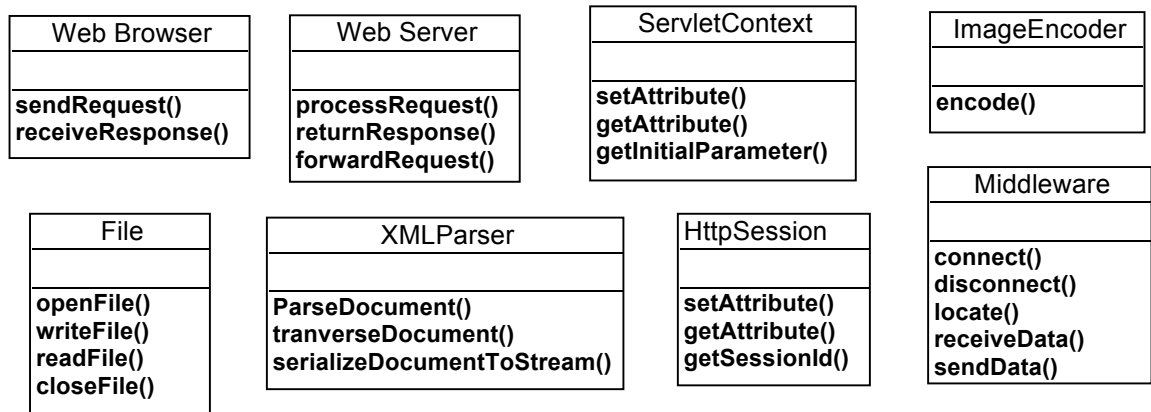 Web Browser
sendRequest()
receiveResponse()
Web Server
processRequest()
returnResponse()
forwardRequest()
ServletContext
setAttribute()
getAttribute()
getInitialParameter()
ImageEncoder
encode()
File
openFile()
writeFile()
readFile()
closeFile()
XMLParser
ParseDocument()
tranverseDocument()
serializeDocumentToStream()
HttpSession
setAttribute()
getAttribute()
getSessionId()
Middleware
connect()
disconnect()
locate()
receiveData()
sendData()